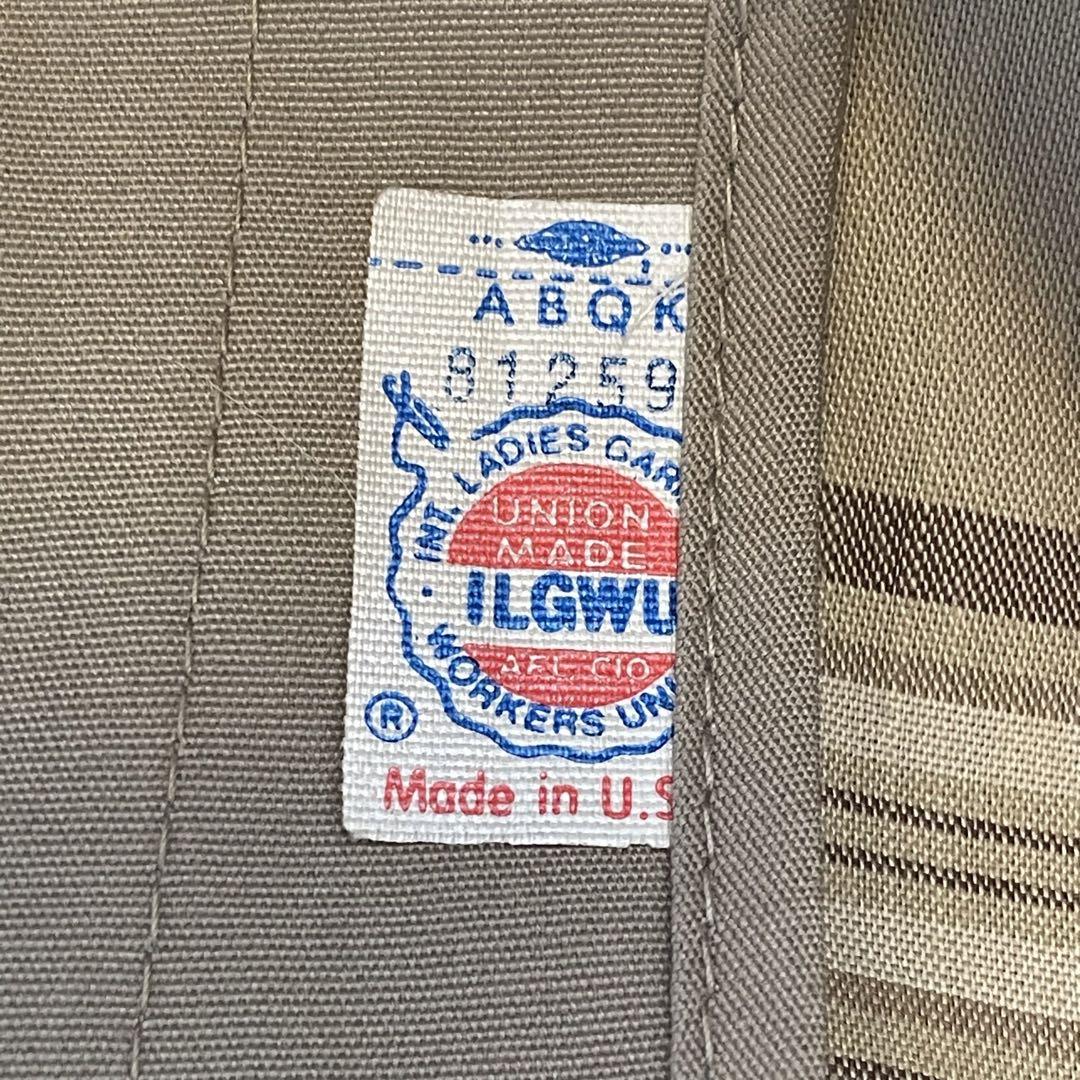 ABQK
81259
INT. LADIES GAR
UNION
MADE
ILGWU
AFL CIO
WORKERS UN
®
Made in U.S